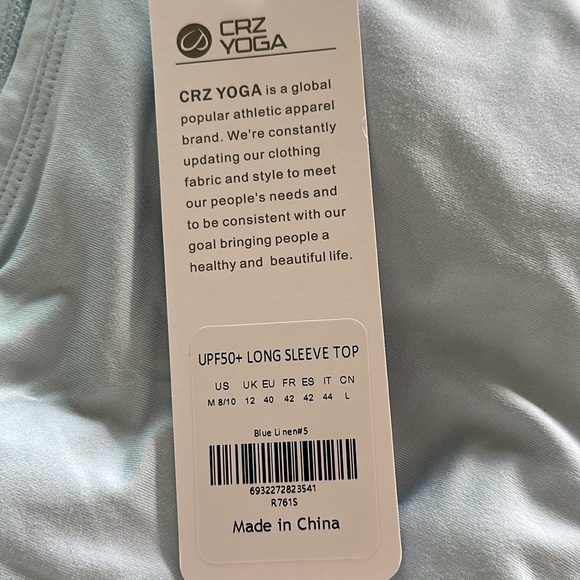 CRZ
YOGA
CRZ YOGA is a global
popular athletic apparel
brand. We're constantly
updating our clothing
fabric and style to meet
our people's needs and
to be consistent with our
goal bringing people a
healthy and beautiful life.
UPF50+ LONG SLEEVE TOP
US UK EU FR ES IT CN
M 8/10 12 40 42 42 44 L
Blue Linen#5
6932272823541
R761S
Made in China